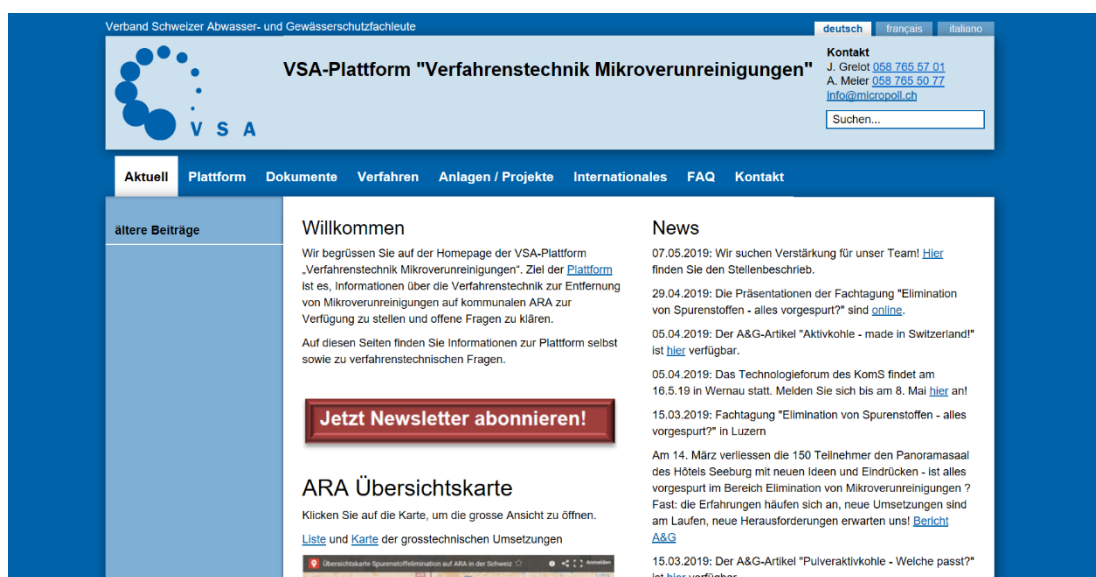 Verband Schweizer Abwasser- und Gewässerschutzfachleute
deutsch français italiano
VSA
VSA-Plattform "Verfahrenstechnik Mikroverunreinigungen"
Kontakt
J. Grelot 058 765 57 01
A. Meier 058 765 50 77
info@micropoll.ch
Suchen...
Aktuell Plattform Dokumente Verfahren Anlagen / Projekte Internationales FAQ Kontakt
ältere Beiträge
Willkommen
Wir begrüssen Sie auf der Homepage der VSA-Plattform
„Verfahrenstechnik Mikroverunreinigungen“. Ziel der Plattform
ist es, Informationen über die Verfahrenstechnik zur Entfernung
von Mikroverunreinigungen auf kommunalen ARA zur
Verfügung zu stellen und offene Fragen zu klären.
Auf diesen Seiten finden Sie Informationen zur Plattform selbst
sowie zu verfahrenstechnischen Fragen.
Jetzt Newsletter abonnieren!
ARA Übersichtskarte
Klicken Sie auf die Karte, um die grosse Ansicht zu öffnen.
Liste und Karte der grosstechnischen Umsetzungen
Übersichtskarte Spurenstoffelimination auf ARA in der Schweiz
Anmelden
News
07.05.2019: Wir suchen Verstärkung für unser Team! Hier
finden Sie den Stellenbeschrieb.
29.04.2019: Die Präsentationen der Fachtagung "Elimination
von Spurenstoffen - alles vorgespurt?" sind online.
05.04.2019: Der A&G-Artikel "Aktivkohle - made in Switzerland!"
ist hier verfügbar.
05.04.2019: Das Technologieforum des KomS findet am
16.5.19 in Wernau statt. Melden Sie sich bis am 8. Mai hier an!
15.03.2019: Fachtagung "Elimination von Spurenstoffen - alles
vorgespurt?" in Luzern
Am 14. März verliessen die 150 Teilnehmer den Panoramasaal
des Hôtels Seeburg mit neuen Ideen und Eindrücken - ist alles
vorgespurt im Bereich Elimination von Mikroverunreinigungen ?
Fast: die Erfahrungen häufen sich an, neue Umsetzungen sind
am Laufen, neue Herausforderungen erwarten uns! Bericht
A&G
15.03.2019: Der A&G-Artikel "Pulveraktivkohle - Welche passt?"
ist hier verfügbar.